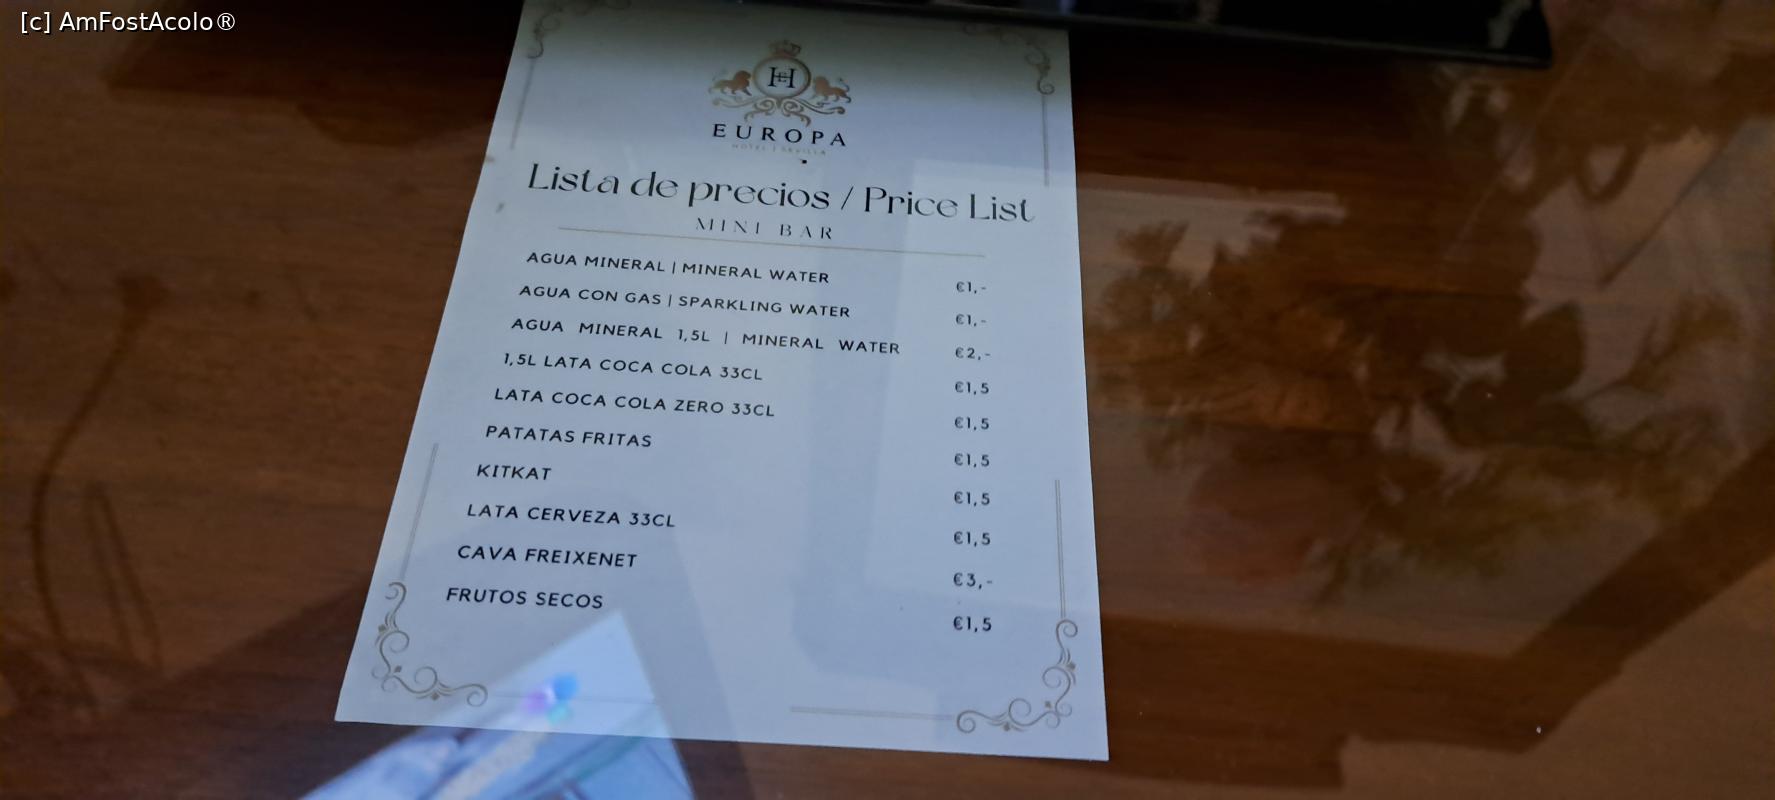 [c] AmFostAcolo®
HE
EUROPA
HOTEL | SEVILLA
Lista de precios / Price List
MINI BAR
AGUA MINERAL | MINERAL WATER €1,-
AGUA CON GAS | SPARKLING WATER €1,-
AGUA MINERAL 1,5L | MINERAL WATER €2,-
1,5L LATA COCA COLA 33CL €1,5
LATA COCA COLA ZERO 33CL €1,5
PATATAS FRITAS €1,5
KITKAT €1,5
LATA CERVEZA 33CL €1,5
CAVA FREIXENET €3,-
FRUTOS SECOS €1,5